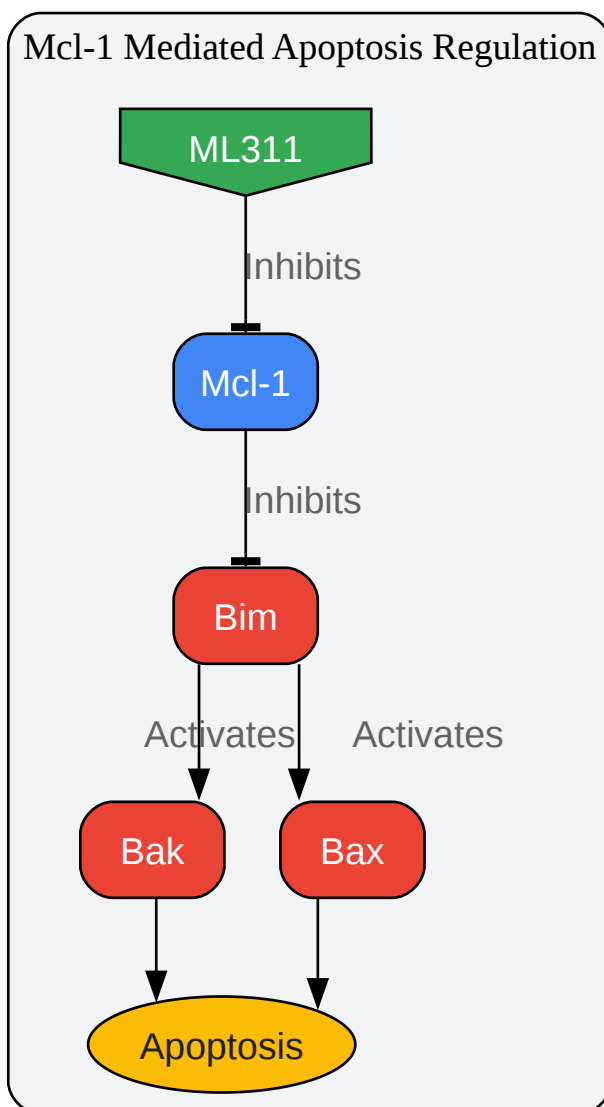 Mcl-1 Mediated Apoptosis Regulation
ML311
Inhibits
Mcl-1
Inhibits
Bim
Activates
Activates
Bak
Bax
Apoptosis